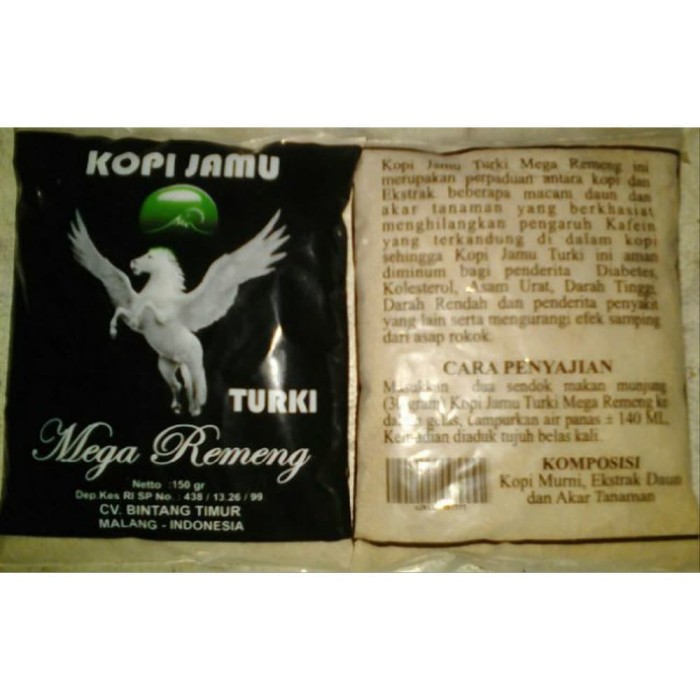 KOPI JAMU
TURKI
Mega Remeng
Netto :150 gr
Dep.Kes RI SP No. : 438 / 13.26 / 99
CV. BINTANG TIMUR
MALANG - INDONESIA
Kopi Jamu Turki Mega Remeng ini
merupakan perpaduan antara kopi dan
Ekstrak beberapa macam daun dan
akar tanaman yang berkhasiat
menghilangkan pengaruh Kafein
yang terkandung di dalam kopi
sehingga Kopi Jamu Turki ini aman
diminum bagi penderita Diabetes,
Kolesterol, Asam Urat, Darah Tinggi,
Darah Rendah dan penderita penyakit
yang lain serta mengurangi efek samping
dari asap rokok.
CARA PENYAJIAN
Masukkan dua sendok makan munjung
Kopi Jamu Turki Mega Remeng ke
gelas, campurkan air panas ± 140 ML,
Kemudian diaduk tujuh belas kali.
KOMPOSISI
Kopi Murni, Ekstrak Daun
dan Akar Tanaman